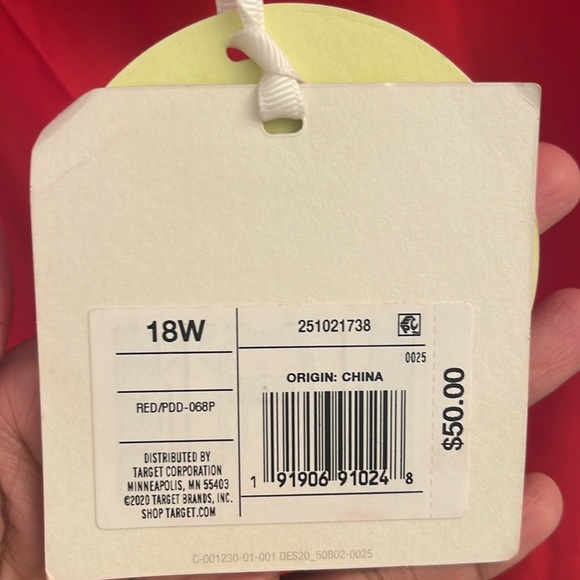 18W
251021738
0025
ORIGIN: CHINA
RED/PDD-068P
1 91906 91024 8
$50.00
DISTRIBUTED BY
TARGET CORPORATION
MINNEAPOLIS, MN 55403
©2020 TARGET BRANDS, INC.
SHOP TARGET.COM
C-001230-01-001 DES20_50B02-0025